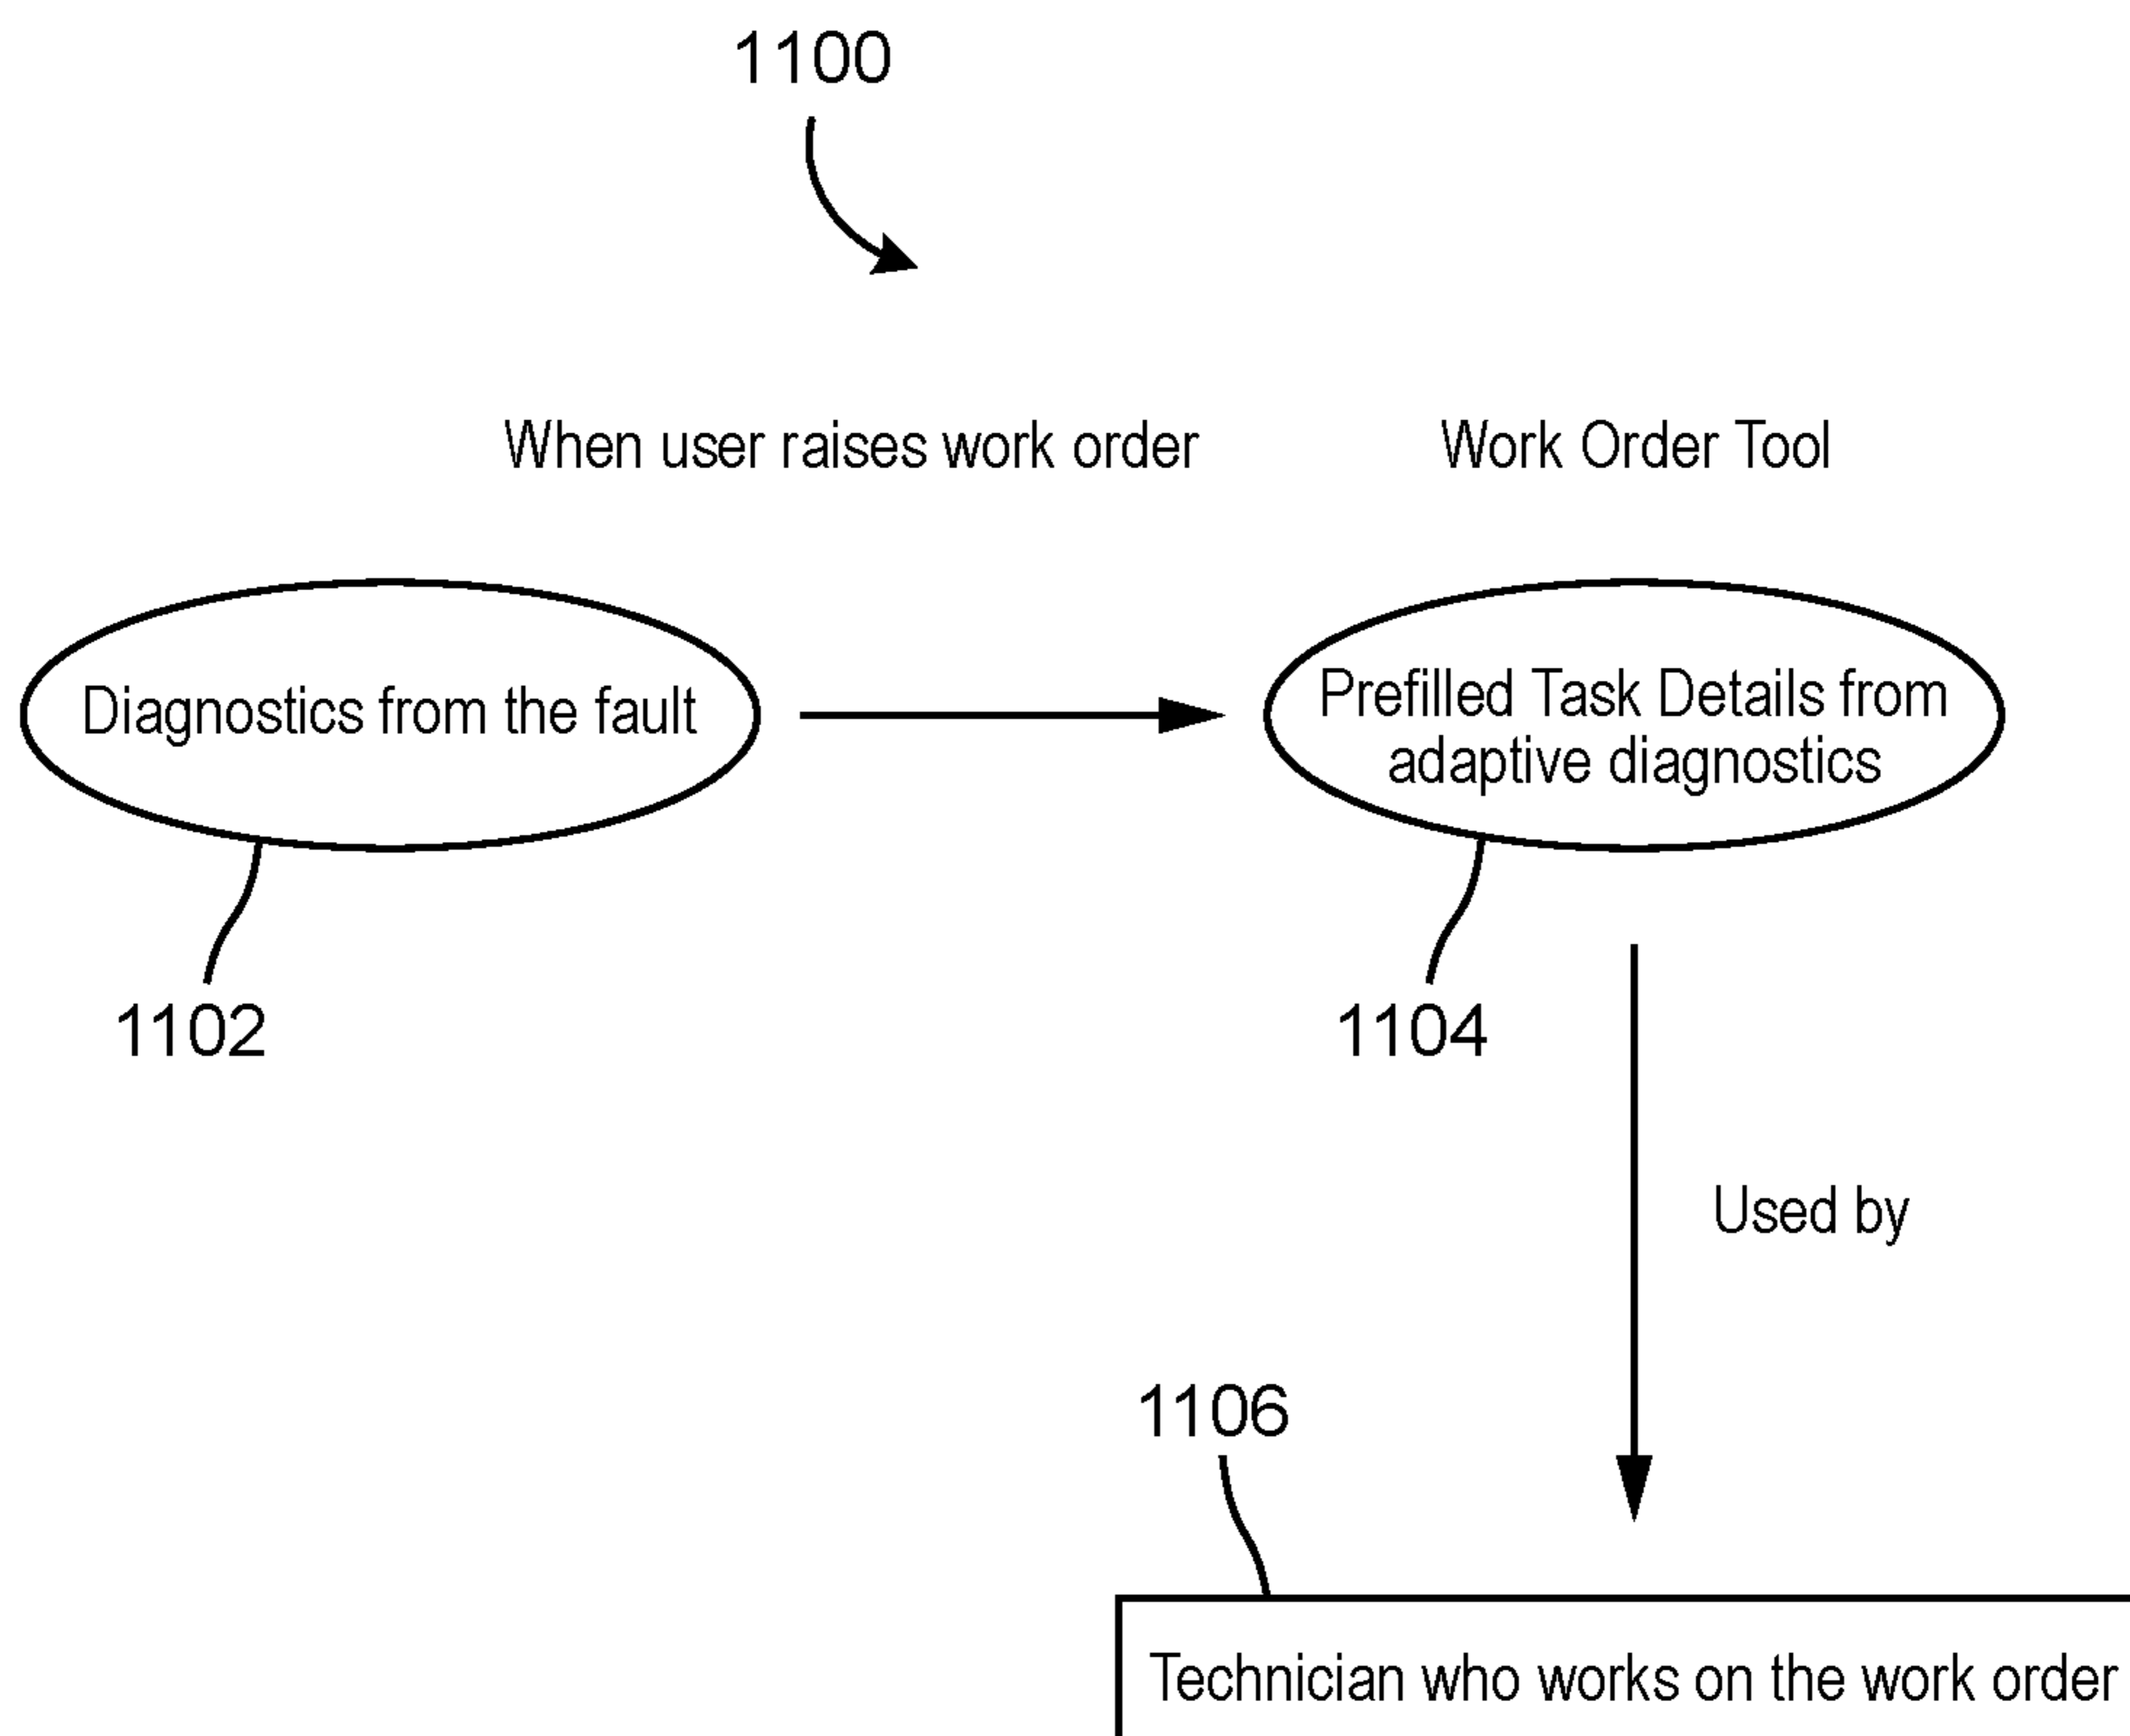 1100
When user raises work order
Work Order Tool
Diagnostics from the fault
Prefilled Task Details from
adaptive diagnostics
1102
1104
Used by
1106
Technician who works on the work order